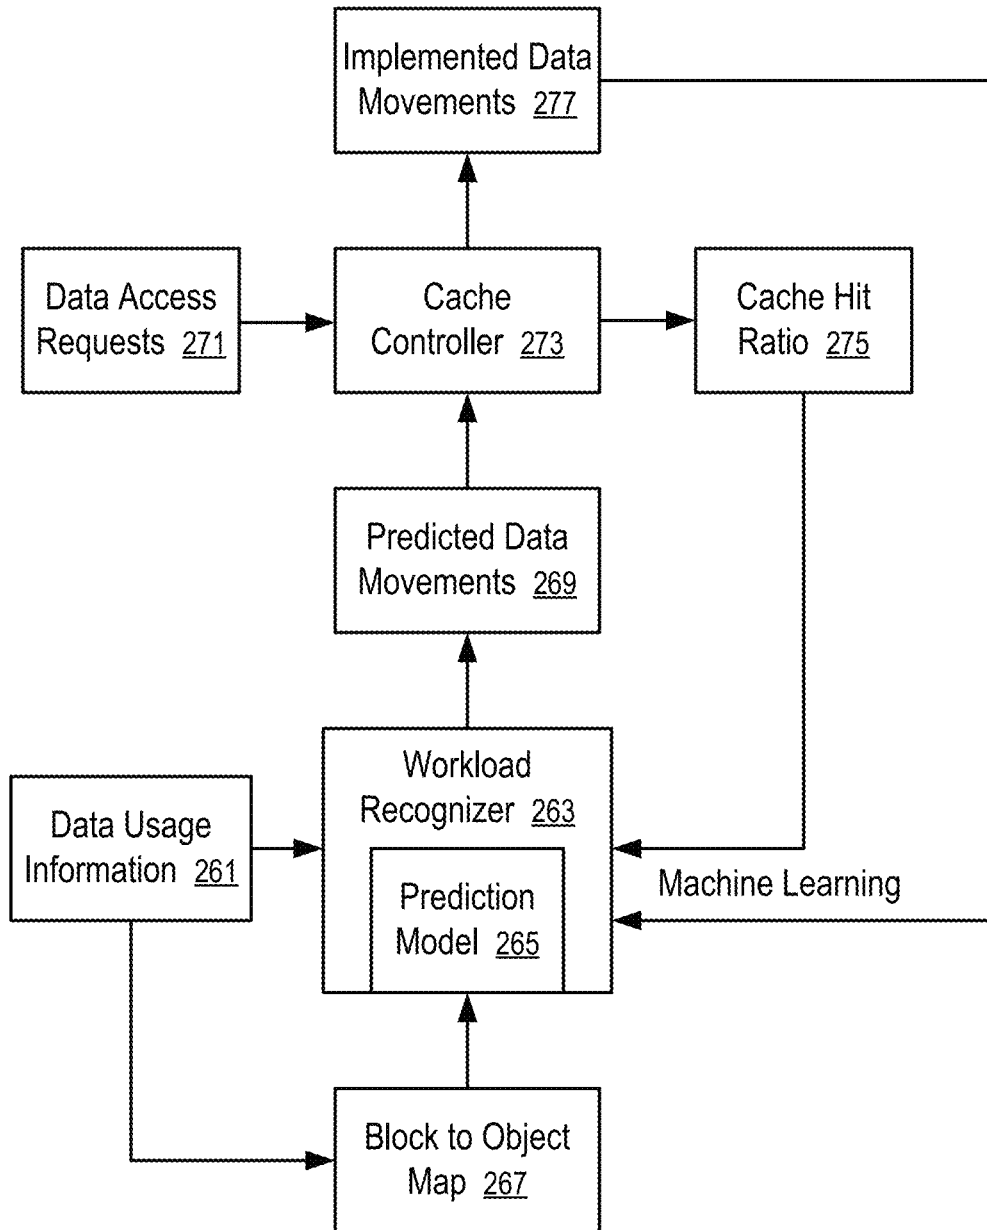 Implemented Data
Movements 277
Data Access
Requests 271
Cache
Controller 273
Cache Hit
Ratio 275
Predicted Data
Movements 269
Workload
Recognizer 263
Data Usage
Information 261
Prediction
Model 265
Machine Learning
Block to Object
Map 267